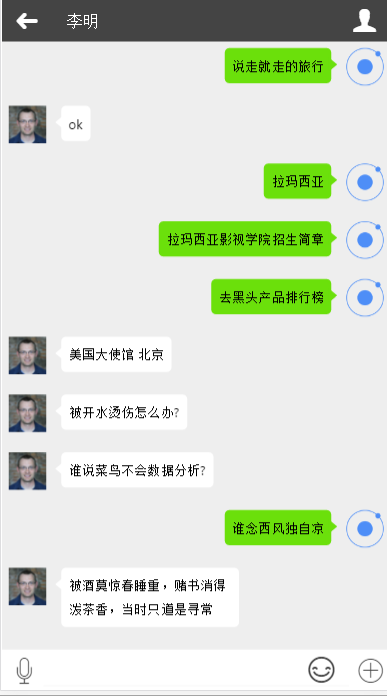 李明
说走就走的旅行
ok
拉玛西亚
拉玛西亚影视学院招生简章
去黑头产品排行榜
美国大使馆 北京
被开水烫伤怎么办?
谁说菜鸟不会数据分析?
谁念西风独自凉
被酒莫惊春睡重，赌书消得
泼茶香，当时只道是寻常